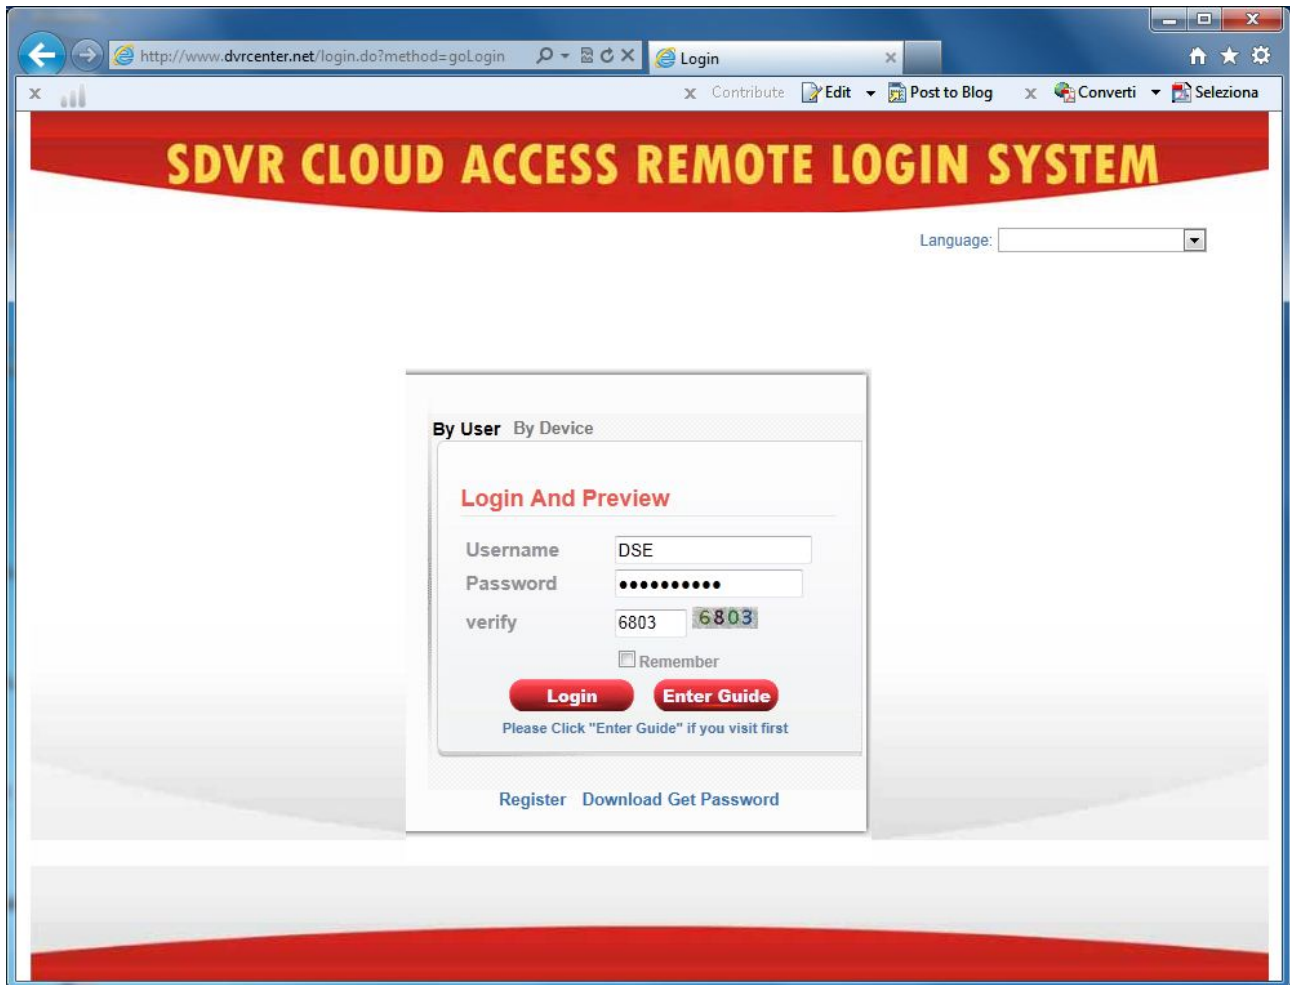 http://www.dvrcenter.net/login.do?method=goLogin
Login
Contribute Edit Post to Blog Converti Seleziona
SDVR CLOUD ACCESS REMOTE LOGIN SYSTEM
Language:
By User By Device
Login And Preview
Username DSE
Password ••••••••••
verify 6803 6803
Remember
Login Enter Guide
Please Click "Enter Guide" if you visit first
Register Download Get Password